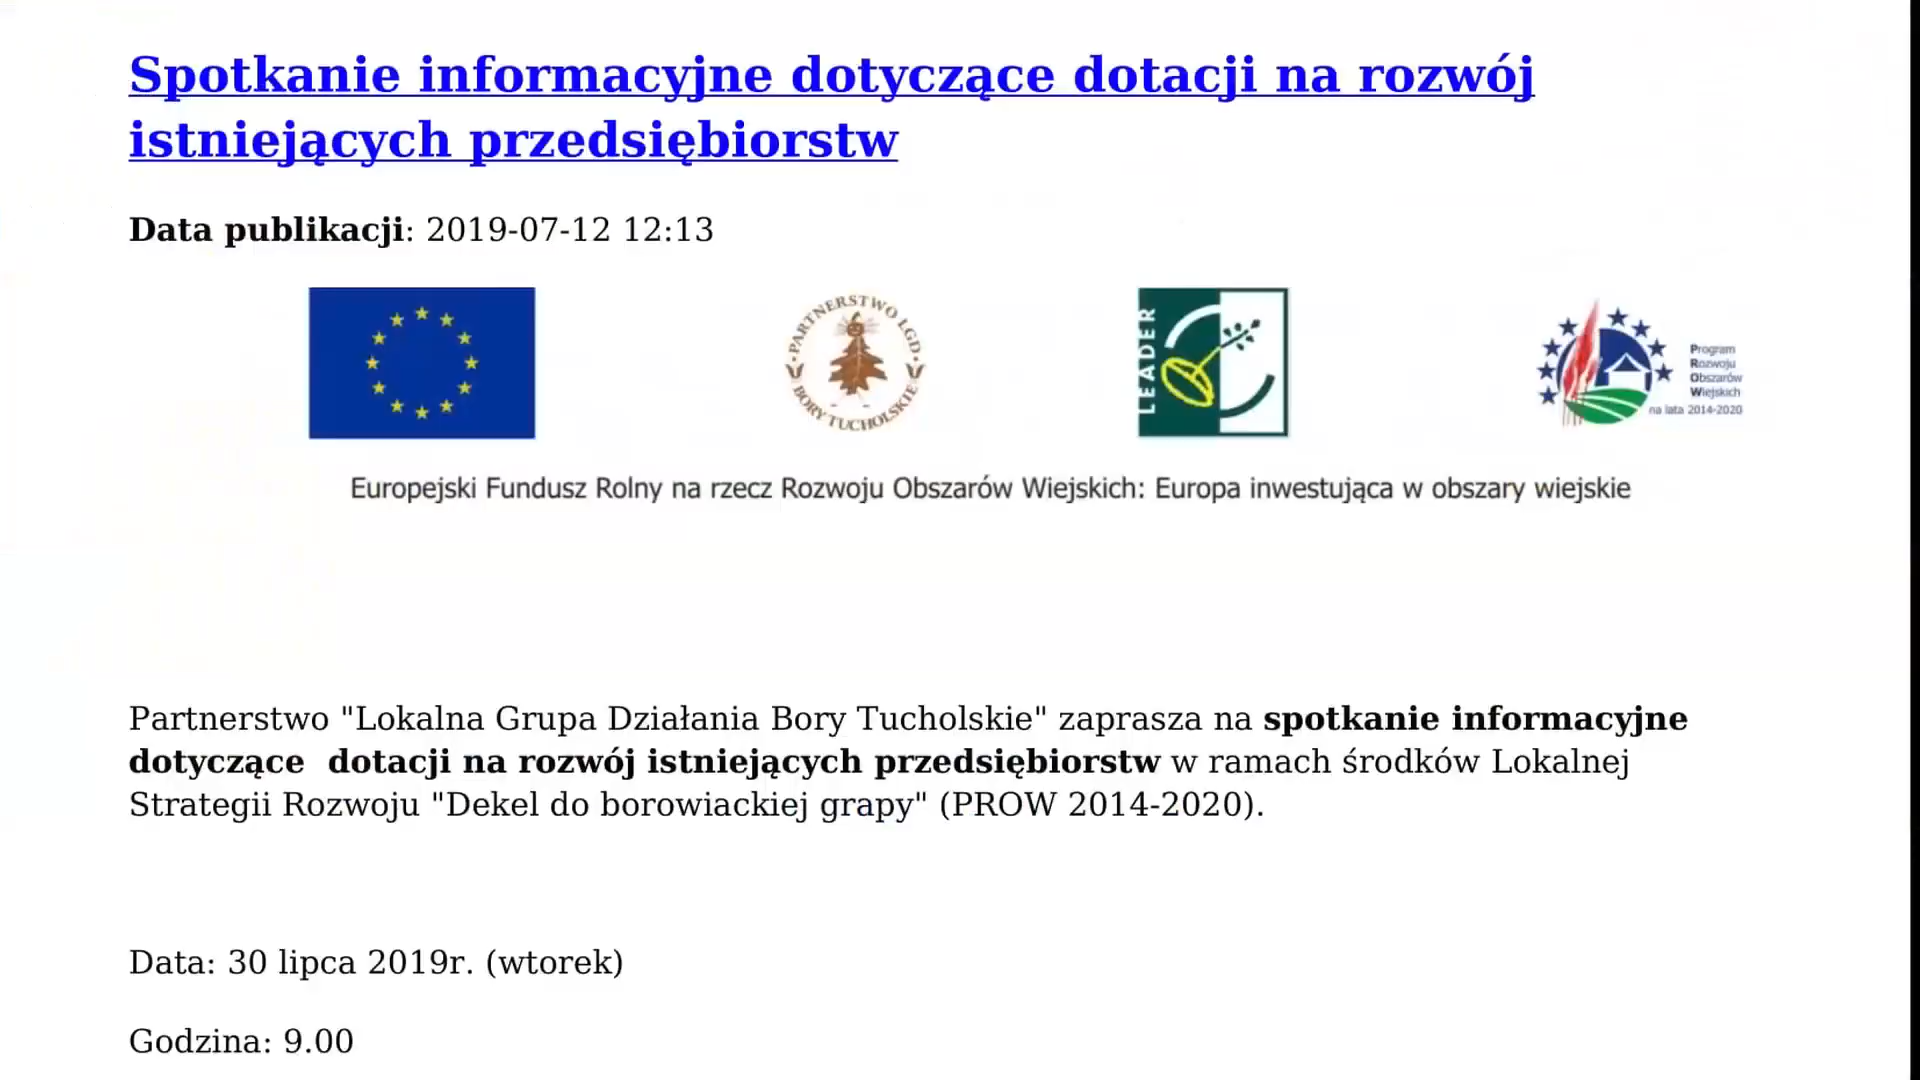 Spotkanie informacyjne dotyczące dotacji na rozwój
istniejących przedsiębiorstw
Data publikacji: 2019-07-12 12:13
PARTNERSTWO LGD
BORY TUCHOLSKIE
LEADER
Program
Rozwoju
Obszarów
Wiejskich
na lata 2014-2020
Europejski Fundusz Rolny na rzecz Rozwoju Obszarów Wiejskich: Europa inwestująca w obszary wiejskie
Partnerstwo "Lokalna Grupa Działania Bory Tucholskie" zaprasza na spotkanie informacyjne
dotyczące  dotacji na rozwój istniejących przedsiębiorstw w ramach środków Lokalnej
Strategii Rozwoju "Dekel do borowiackiej grapy" (PROW 2014-2020).
Data: 30 lipca 2019r. (wtorek)
Godzina: 9.00